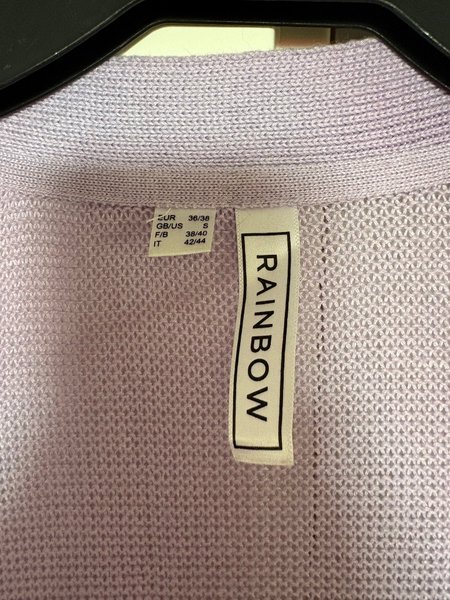 EUR 36/38
GB/US S
F/B 38/40
IT 42/44
RAINBOW